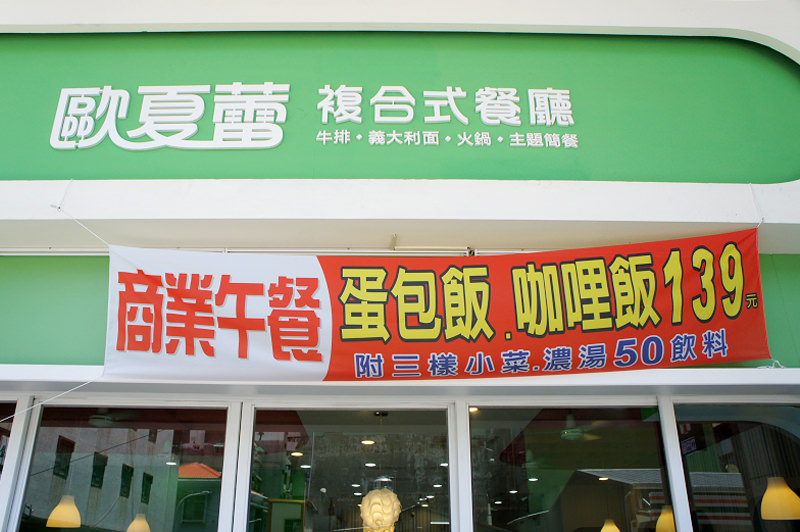 歐夏蕾 複合式餐廳
牛排・義大利面・火鍋・主題簡餐
商業午餐 蛋包飯.咖哩飯139元
附三樣小菜.濃湯50飲料